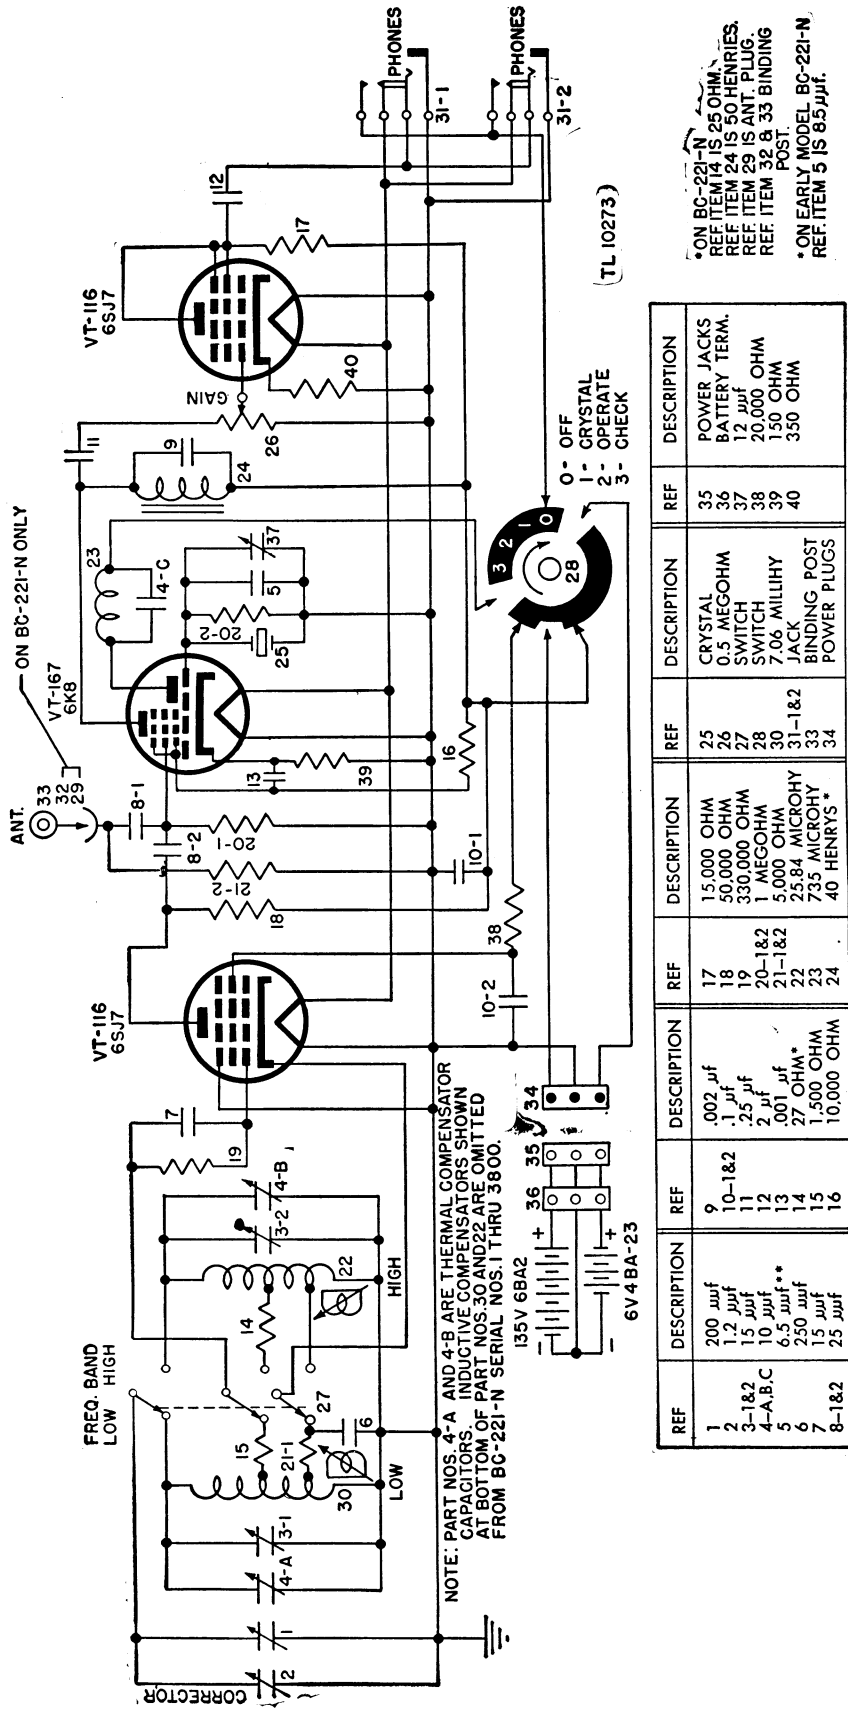 FREQ. BAND
LOW HIGH
CORRECTOR
2
1
4-A
3-1
30
LOW
15
21-1
6
27
14
22
HIGH
3-2
4-B
19
7
VT-116
6SJ7
ANT.
33
32
29
ON BC-221-N ONLY
8-1
8-2
20-1
21-2
18
10-1
10-2
38
VT-167
6K8
13
39
16
23
4-C
20-2
25
5
37
11
9
24
26
GAIN
VT-116
6SJ7
40
17
12
PHONES
31-1
PHONES
31-2
(TL 10273)
3 2 1 0
28
0- OFF
1- CRYSTAL
2- OPERATE
3- CHECK
34
35
36
135V 6BA2
+
-
6V 4BA-23
+
-
NOTE: PART NOS. 4-A AND 4-B ARE THERMAL COMPENSATOR
CAPACITORS. INDUCTIVE COMPENSATORS SHOWN
AT BOTTOM OF PART NOS. 30 AND 22 ARE OMITTED
FROM BC-221-N SERIAL NOS. 1 THRU 3800.
REF DESCRIPTION
1 200 µµf
2 1.2 µµf
3-1&2 15 µµf
4-A,B,C 10 µµf
5 6.5 µµf**
6 250 µµf
7 15 µµf
8-1&2 25 µµf
REF DESCRIPTION
9 .002 µf
10-1&2 .1 µf
11 .25 µf
12 2 µf
13 .001 µf
14 27 OHM*
15 1,500 OHM
16 10,000 OHM
REF DESCRIPTION
17 15,000 OHM
18 50,000 OHM
19 330,000 OHM
20-1&2 1 MEGOHM
21-1&2 5,000 OHM
22 25.84 MICROHY
23 735 MICROHY
24 40 HENRYS *
REF DESCRIPTION
25 CRYSTAL
26 0.5 MEGOHM
27 SWITCH
28 SWITCH
30 7.06 MILLIHY
31-1&2 JACK
33 BINDING POST
34 POWER PLUGS
REF DESCRIPTION
35 POWER JACKS
36 BATTERY TERM.
37 12 µµf
38 20,000 OHM
39 150 OHM
40 350 OHM
*ON BC-221-N
REF. ITEM 14 IS 25 OHM.
REF. ITEM 24 IS 50 HENRIES.
REF. ITEM 29 IS ANT. PLUG.
REF. ITEM 32 & 33 BINDING
POST.
* ON EARLY MODEL BC-221-N
REF. ITEM 5 IS 85 µµf.